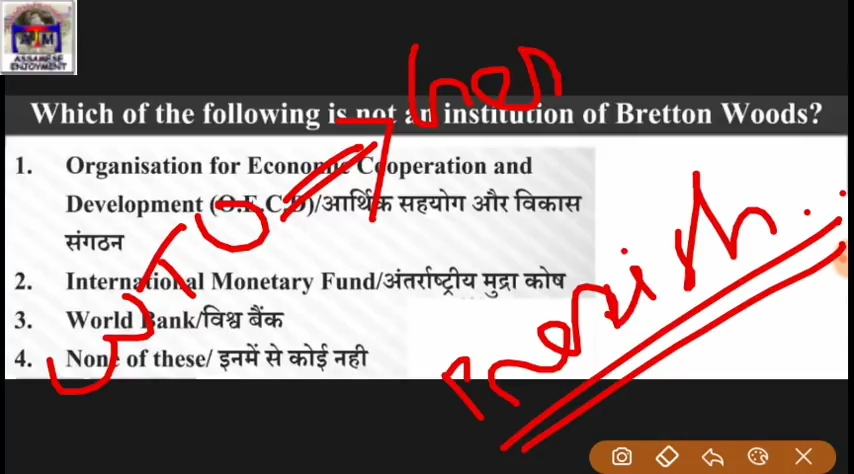 ATM
ASSAMESE
ENJOYMENT
Which of the following is not an institution of Bretton Woods?
1. Organisation for Economic Cooperation and
Development (O.E.C.D)/आर्थिक सहयोग और विकास
संगठन
2. International Monetary Fund/अंतर्राष्ट्रीय मुद्रा कोष
3. World Bank/विश्व बैंक
4. None of these/ इनमें से कोई नही
WTO